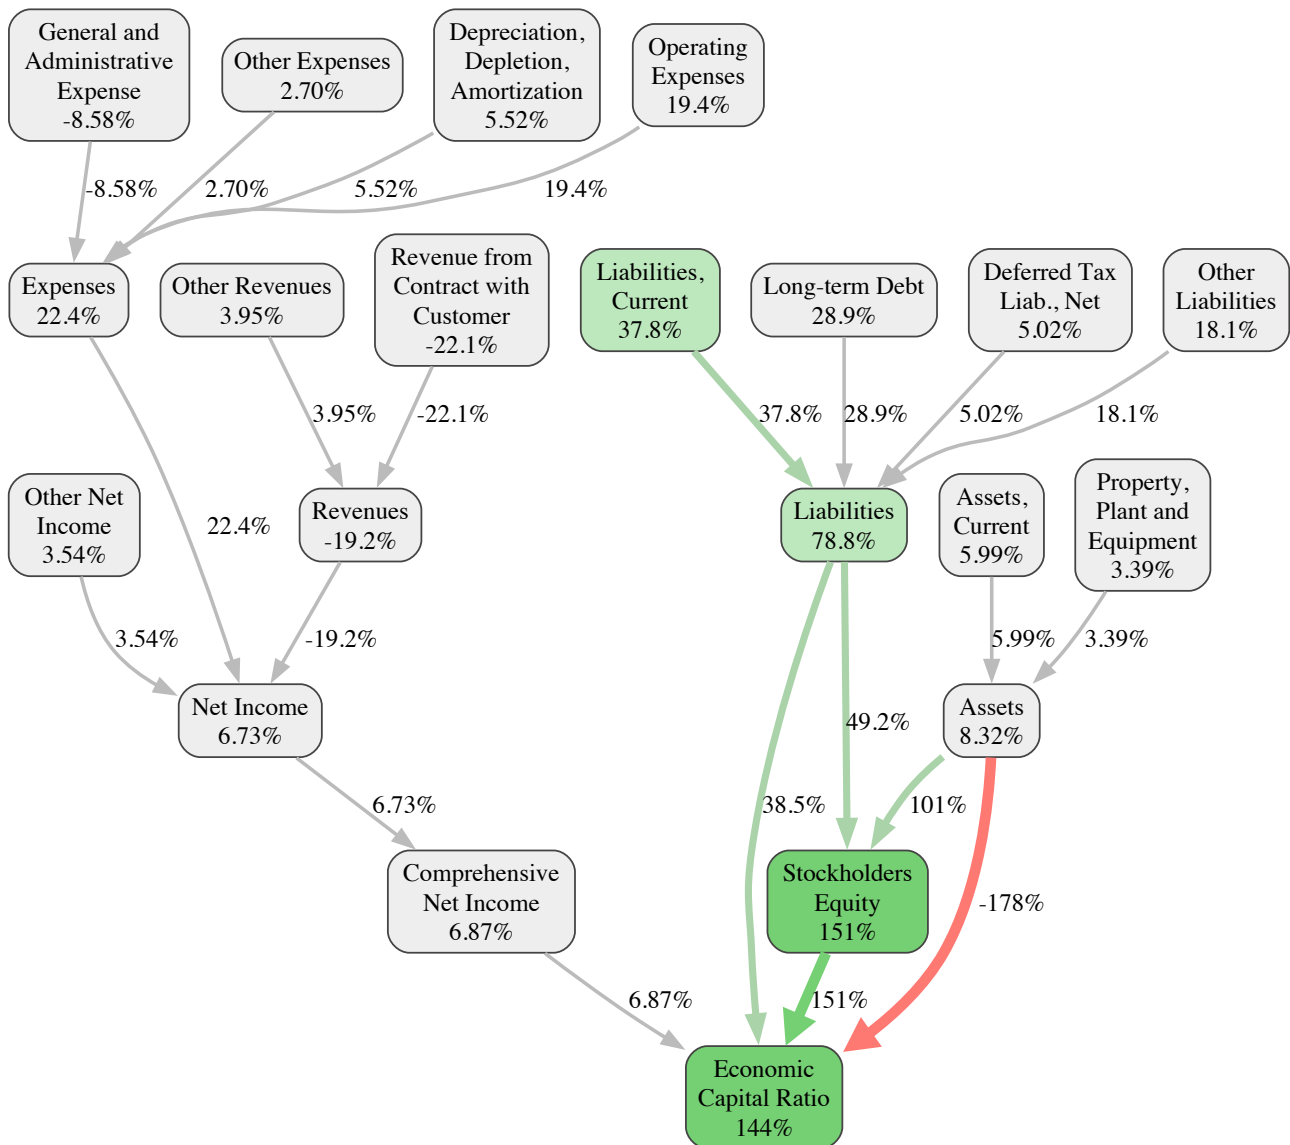 General and
Administrative
Expense
-8.58%
Other Expenses
2.70%
Depreciation,
Depletion,
Amortization
5.52%
Operating
Expenses
19.4%
-8.58%
2.70%
5.52%
19.4%
Expenses
22.4%
Other Revenues
3.95%
Revenue from
Contract with
Customer
-22.1%
Liabilities,
Current
37.8%
Long-term Debt
28.9%
Deferred Tax
Liab., Net
5.02%
Other
Liabilities
18.1%
3.95%
-22.1%
37.8%
28.9%
5.02%
18.1%
Other Net
Income
3.54%
22.4%
Revenues
-19.2%
Liabilities
78.8%
Assets,
Current
5.99%
Property,
Plant and
Equipment
3.39%
3.54%
-19.2%
5.99%
3.39%
Net Income
6.73%
49.2%
Assets
8.32%
6.73%
38.5%
101%
Comprehensive
Net Income
6.87%
Stockholders
Equity
151%
-178%
6.87%
151%
Economic
Capital Ratio
144%